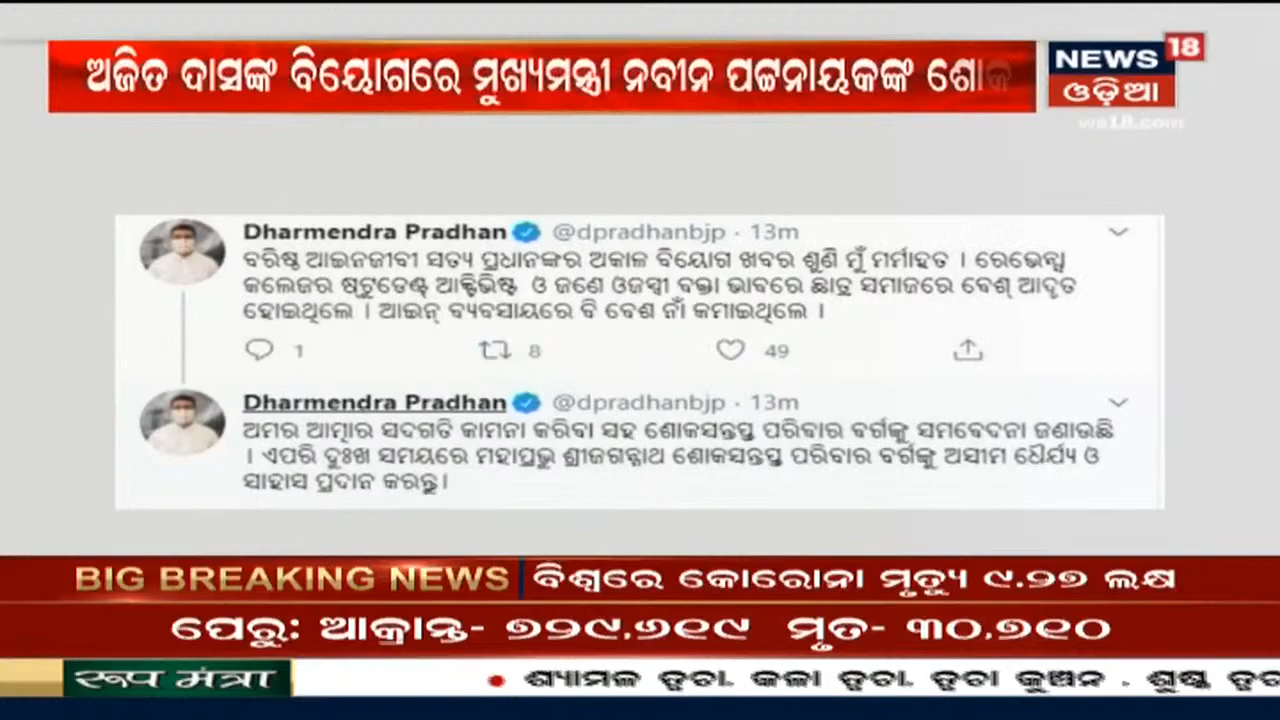 ଅଜିତ ଦାସଙ୍କ ବିୟୋଗରେ ମୁଖ୍ୟମନ୍ତ୍ରୀ ନବୀନ ପଟ୍ଟନାୟକଙ୍କ ଶୋକ
NEWS 18
ଓଡ଼ିଆ
ws18.com
Dharmendra Pradhan @dpradhanbjp · 13m
ବରିଷ୍ଠ ଆଇନଜୀବୀ ସତ୍ୟ ପ୍ରଧାନଙ୍କର ଅକାଳ ବିୟୋଗ ଖବର ଶୁଣି ମୁଁ ମର୍ମାହତ । ରେଭେନ୍ସା
କଲେଜର ଷ୍ଟୁଡେଣ୍ଟ ଆକ୍ଟିଭିଷ୍ଟ ଓ ଜଣେ ଓଜସ୍ବୀ ବକ୍ତା ଭାବରେ ଛାତ୍ର ସମାଜରେ ବେଶ୍ ଆଦୃତ
ହୋଇଥିଲେ । ଆଇନ୍ ବ୍ୟବସାୟରେ ବି ବେଶ ନାଁ କମାଇଥିଲେ ।
1 8 49
Dharmendra Pradhan @dpradhanbjp · 13m
ଅମର ଆତ୍ମାର ସଦଗତି କାମନା କରିବା ସହ ଶୋକସନ୍ତପ୍ତ ପରିବାର ବର୍ଗଙ୍କୁ ସମବେଦନା ଜଣାଉଛି
। ଏପରି ଦୁଃଖ ସମୟରେ ମହାପ୍ରଭୁ ଶ୍ରୀଜଗନ୍ନାଥ ଶୋକସନ୍ତପ୍ତ ପରିବାର ବର୍ଗଙ୍କୁ ଅସୀମ ଧୈର୍ଯ୍ୟ ଓ
ସାହାସ ପ୍ରଦାନ କରନ୍ତୁ।
BIG BREAKING NEWS ବିଶ୍ୱରେ କୋରୋନା ମୃତ୍ୟୁ ୯.୨୭ ଲକ୍ଷ
ପେରୁ: ଆକ୍ରାନ୍ତ- ୭୨୯,୬୧୯ ମୃତ- ୩୦,୭୧୦
ରୂପ ମନ୍ତ୍ରା • ଶ୍ୟାମଳ ତ୍ୱଚା, କଳା ତ୍ୱଚା, ତ୍ୱଚା କୁଞ୍ଚନ , ଶୁଷ୍କ